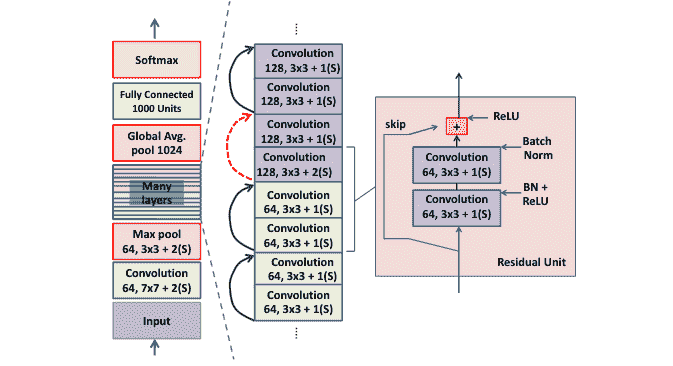 Softmax
Fully Connected
1000 Units
Global Avg.
pool 1024
Many
layers
Max pool
64, 3x3 + 2(S)
Convolution
64, 7x7 + 2(S)
Input
Convolution
128, 3x3 + 1(S)
Convolution
128, 3x3 + 1(S)
Convolution
128, 3x3 + 1(S)
Convolution
128, 3x3 + 2(S)
Convolution
64, 3x3 + 1(S)
Convolution
64, 3x3 + 1(S)
Convolution
64, 3x3 + 1(S)
Convolution
64, 3x3 + 1(S)
skip
+
ReLU
Batch
Norm
Convolution
64, 3x3 + 1(S)
BN +
ReLU
Convolution
64, 3x3 + 1(S)
Residual Unit